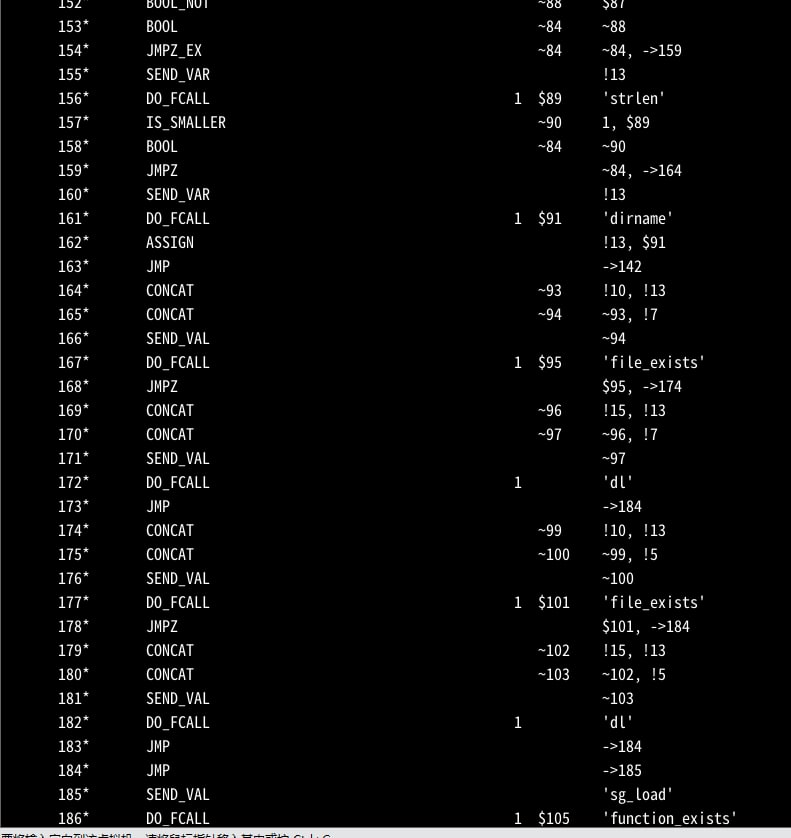 152* BOOL_NOT ~88 $87
153* BOOL ~84 ~88
154* JMPZ_EX ~84 ~84, ->159
155* SEND_VAR !13
156* DO_FCALL 1 $89 'strlen'
157* IS_SMALLER ~90 1, $89
158* BOOL ~84 ~90
159* JMPZ ~84, ->164
160* SEND_VAR !13
161* DO_FCALL 1 $91 'dirname'
162* ASSIGN !13, $91
163* JMP ->142
164* CONCAT ~93 !10, !13
165* CONCAT ~94 ~93, !7
166* SEND_VAL ~94
167* DO_FCALL 1 $95 'file_exists'
168* JMPZ $95, ->174
169* CONCAT ~96 !15, !13
170* CONCAT ~97 ~96, !7
171* SEND_VAL ~97
172* DO_FCALL 1 'dl'
173* JMP ->184
174* CONCAT ~99 !10, !13
175* CONCAT ~100 ~99, !5
176* SEND_VAL ~100
177* DO_FCALL 1 $101 'file_exists'
178* JMPZ $101, ->184
179* CONCAT ~102 !15, !13
180* CONCAT ~103 ~102, !5
181* SEND_VAL ~103
182* DO_FCALL 1 'dl'
183* JMP ->184
184* JMP ->185
185* SEND_VAL 'sg_load'
186* DO_FCALL 1 $105 'function_exists'